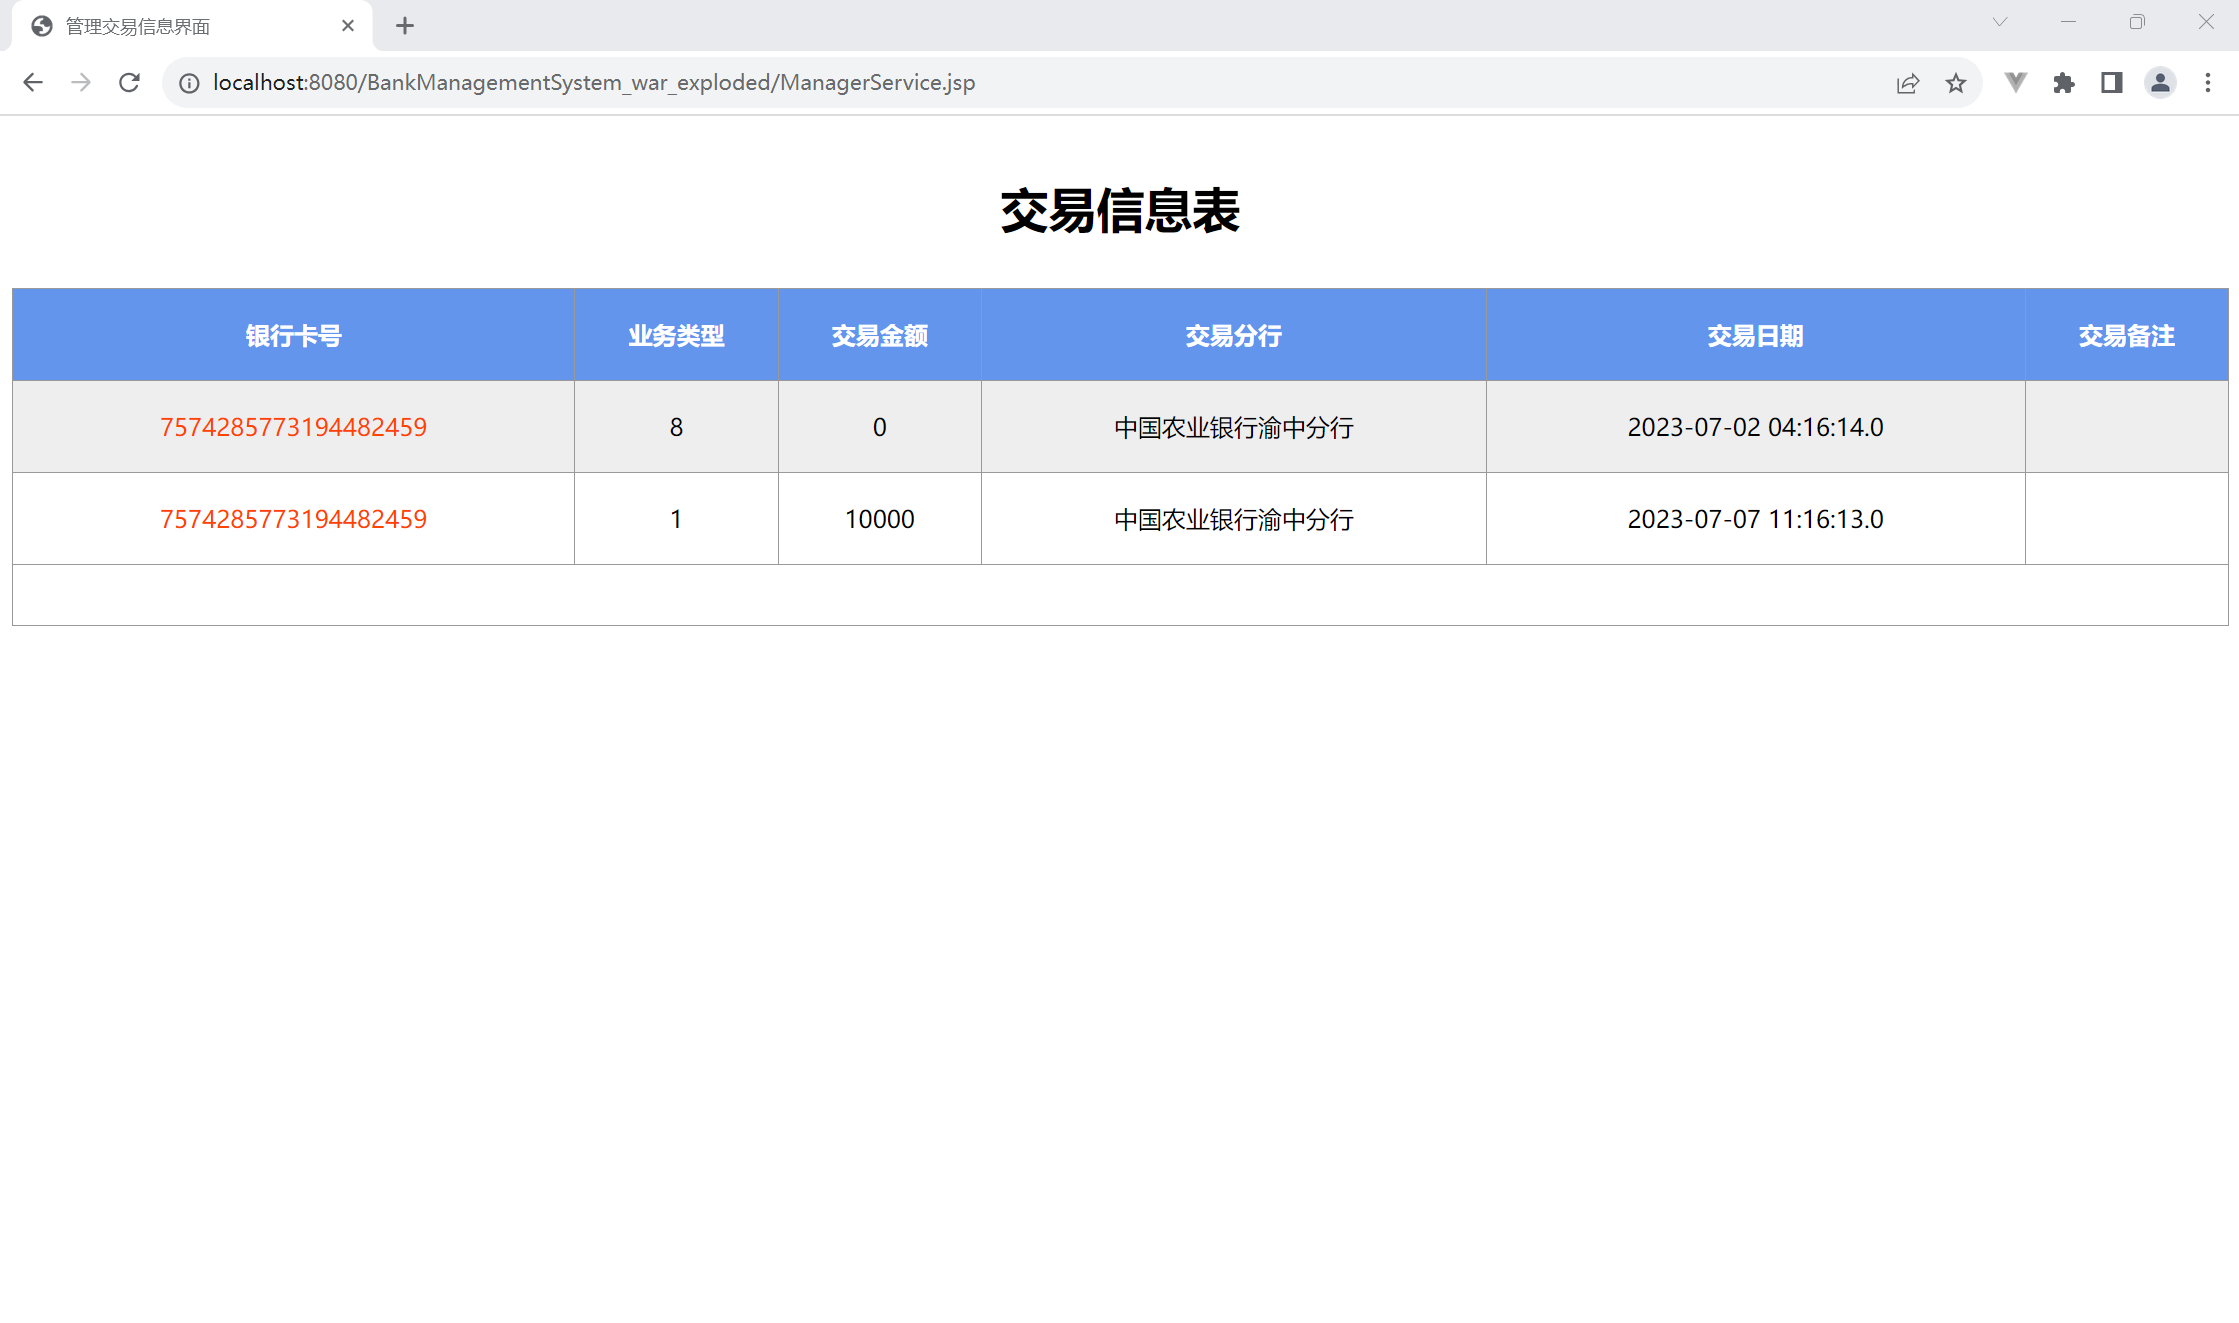 管理交易信息界面
localhost:8080/BankManagementSystem_war_exploded/ManagerService.jsp
交易信息表
银行卡号 业务类型 交易金额 交易分行 交易日期 交易备注
7574285773194482459 8 0 中国农业银行渝中分行 2023-07-02 04:16:14.0
7574285773194482459 1 10000 中国农业银行渝中分行 2023-07-07 11:16:13.0